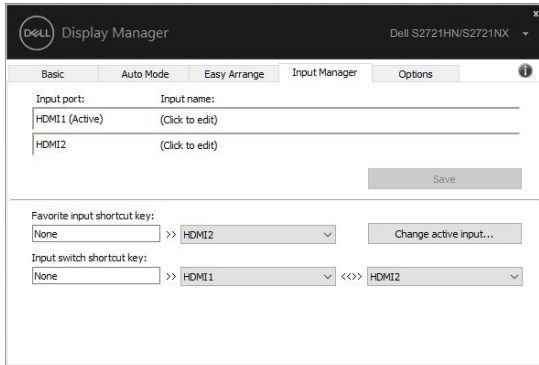 x
DELL Display Manager Dell S2721HN/S2721NX
Basic Auto Mode Easy Arrange Input Manager Options i
Input port: Input name:
HDMI1 (Active) (Click to edit)
HDMI2 (Click to edit)
Save
Favorite input shortcut key:
None >> HDMI2 Change active input...
Input switch shortcut key:
None >> HDMI1 <<>> HDMI2